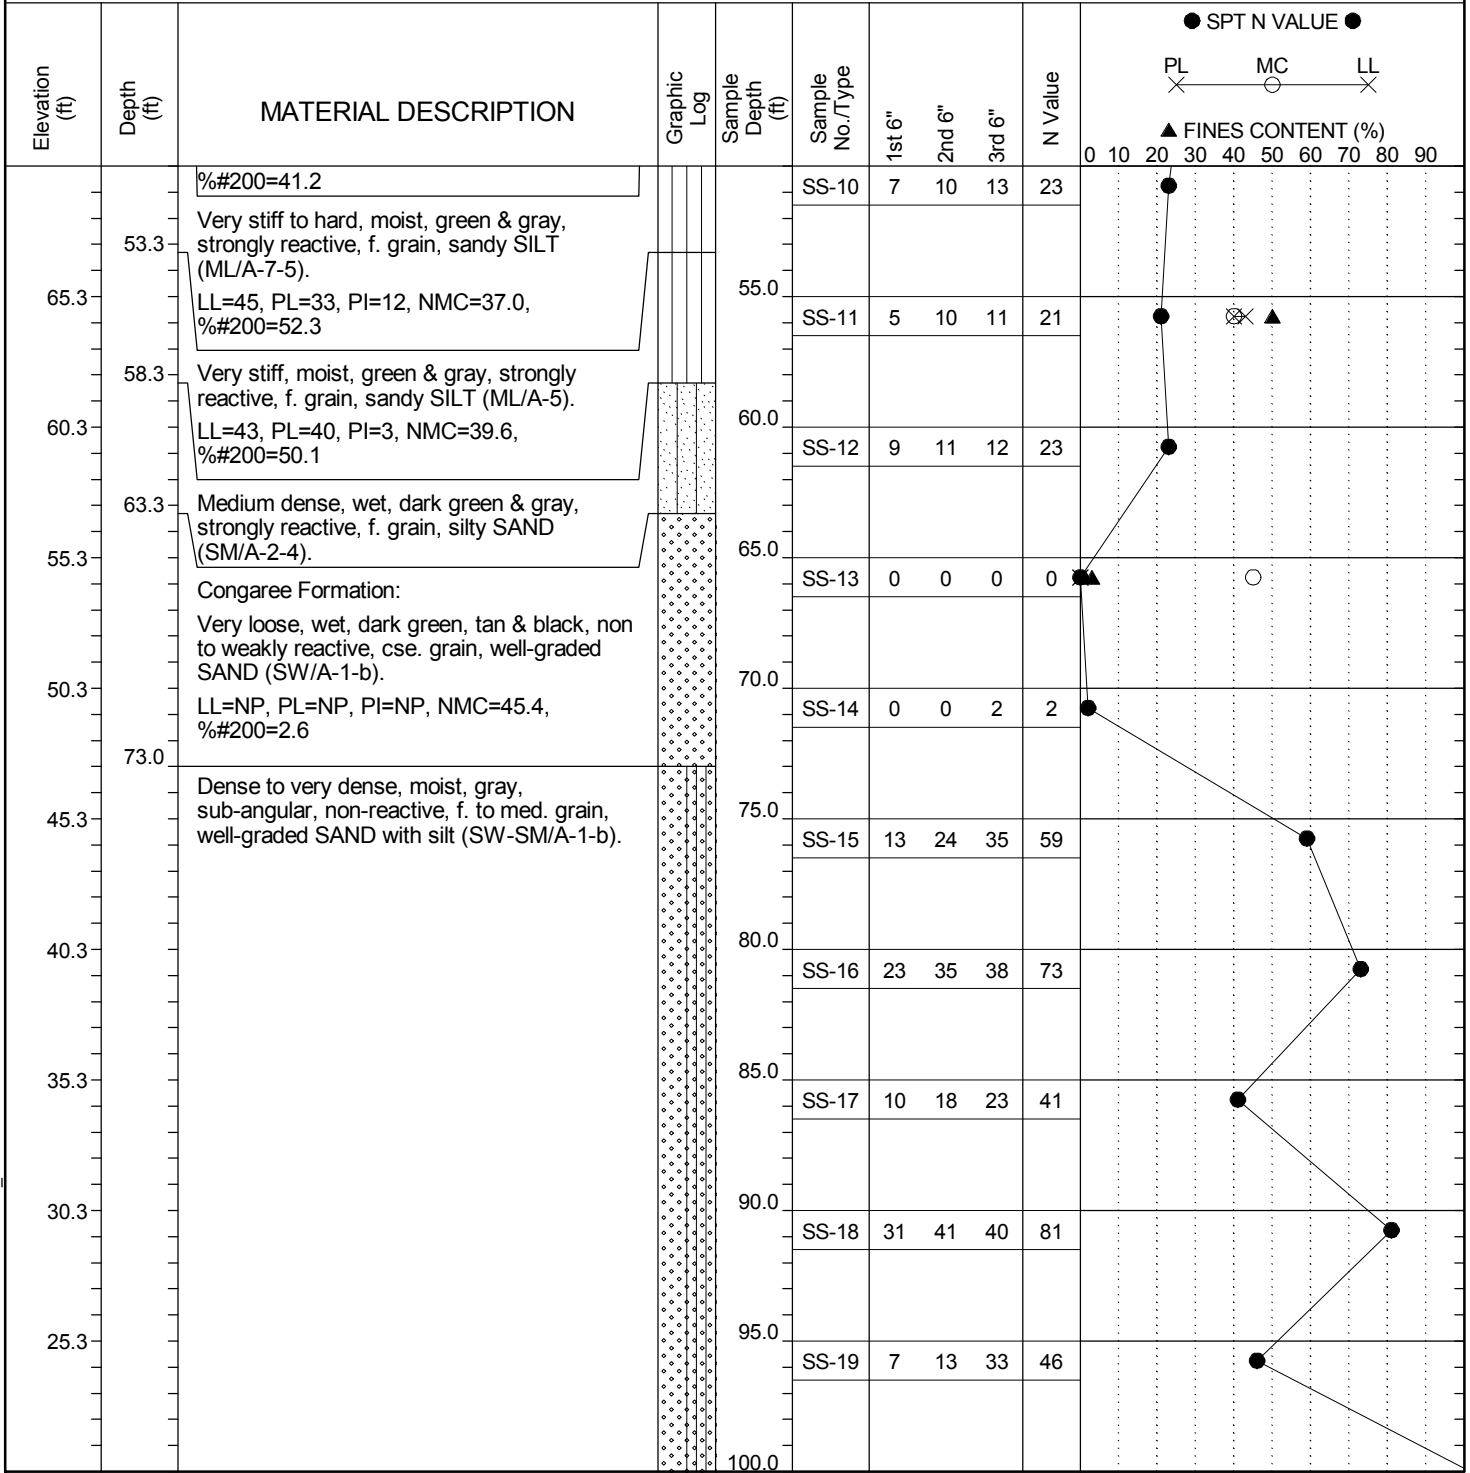 ● SPT N VALUE ●
PL MC LL
▲ FINES CONTENT (%)
0 10 20 30 40 50 60 70 80 90
Elevation (ft)
Depth (ft)
MATERIAL DESCRIPTION
Graphic Log
Sample Depth (ft)
Sample No./Type
1st 6"
2nd 6"
3rd 6"
N Value
%#200=41.2
SS-10 7 10 13 23
Very stiff to hard, moist, green & gray,
53.3 strongly reactive, f. grain, sandy SILT
(ML/A-7-5).
65.3 LL=45, PL=33, PI=12, NMC=37.0, 55.0
%#200=52.3
SS-11 5 10 11 21
58.3 Very stiff, moist, green & gray, strongly
reactive, f. grain, sandy SILT (ML/A-5).
60.3 LL=43, PL=40, PI=3, NMC=39.6, 60.0
%#200=50.1
SS-12 9 11 12 23
63.3 Medium dense, wet, dark green & gray,
strongly reactive, f. grain, silty SAND
55.3 (SM/A-2-4). 65.0
SS-13 0 0 0 0
Congaree Formation:
Very loose, wet, dark green, tan & black, non
to weakly reactive, cse. grain, well-graded
SAND (SW/A-1-b).
50.3 70.0
LL=NP, PL=NP, PI=NP, NMC=45.4,
%#200=2.6
SS-14 0 0 2 2
73.0
Dense to very dense, moist, gray,
sub-angular, non-reactive, f. to med. grain,
45.3 well-graded SAND with silt (SW-SM/A-1-b). 75.0
SS-15 13 24 35 59
40.3 80.0
SS-16 23 35 38 73
35.3 85.0
SS-17 10 18 23 41
30.3 90.0
SS-18 31 41 40 81
25.3 95.0
SS-19 7 13 33 46
100.0